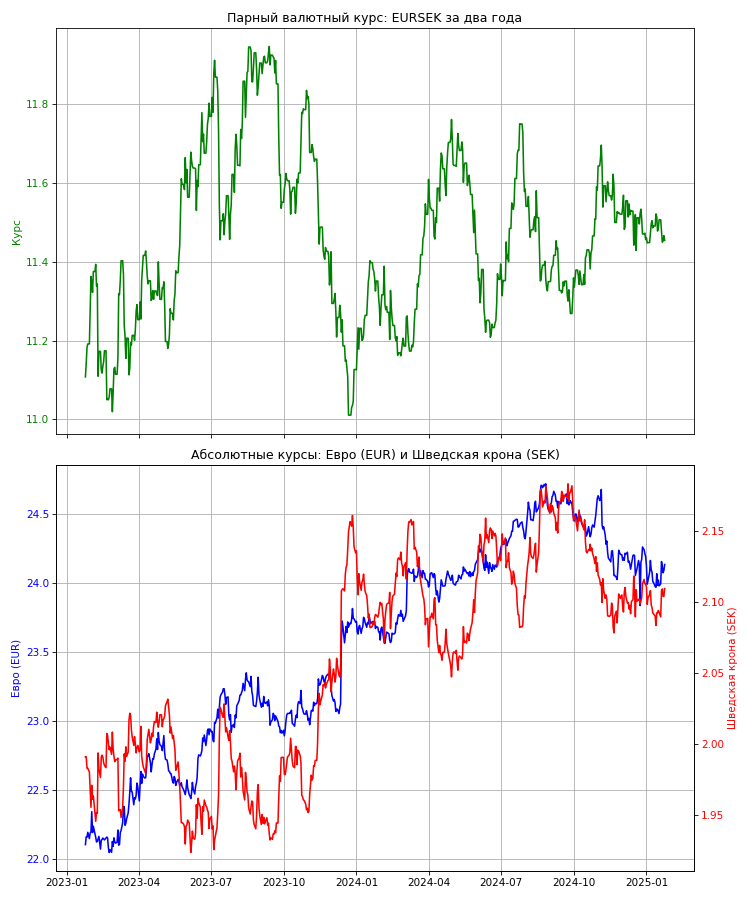 Парный валютный курс: EURSEK за два года
Курс
11.8
11.6
11.4
11.2
11.0
Абсолютные курсы: Евро (EUR) и Шведская крона (SEK)
Евро (EUR)
24.5
24.0
23.5
23.0
22.5
22.0
2.15
2.10
2.05
2.00
1.95
Шведская крона (SEK)
2023-01 2023-04 2023-07 2023-10 2024-01 2024-04 2024-07 2024-10 2025-01